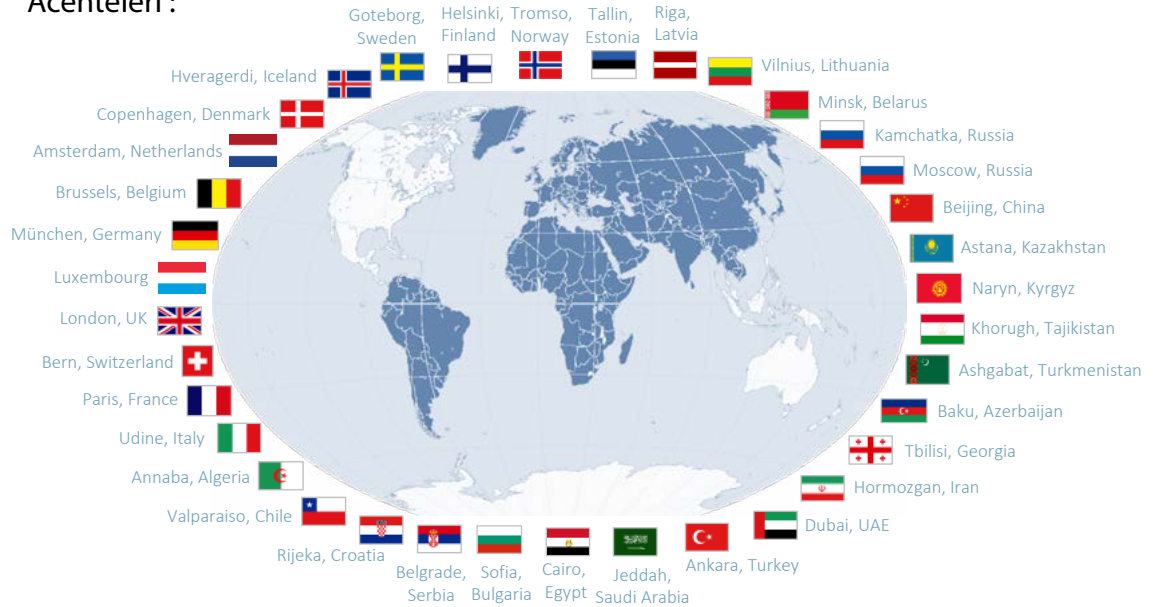 Acenteleri :
Goteborg,
Sweden
Helsinki,
Finland
Tromso,
Norway
Tallin,
Estonia
Riga,
Latvia
Vilnius, Lithuania
Hveragerdi, Iceland
Minsk, Belarus
Copenhagen, Denmark
Kamchatka, Russia
Amsterdam, Netherlands
Moscow, Russia
Brussels, Belgium
Beijing, China
München, Germany
Astana, Kazakhstan
Luxembourg
Naryn, Kyrgyz
London, UK
Khorugh, Tajikistan
Bern, Switzerland
Ashgabat, Turkmenistan
Paris, France
Baku, Azerbaijan
Udine, Italy
Tbilisi, Georgia
Annaba, Algeria
Hormozgan, Iran
Valparaiso, Chile
Dubai, UAE
Rijeka, Croatia
Belgrade,
Serbia
Sofia,
Bulgaria
Cairo,
Egypt
Jeddah,
Saudi Arabia
Ankara, Turkey